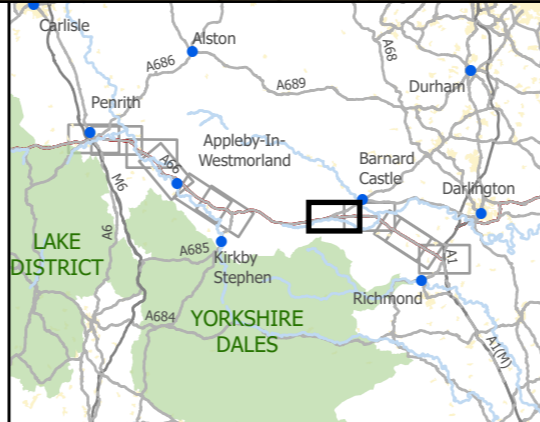 Carlisle
Alston
A68
A686
A689
Durham
Penrith
Appleby-In-
Westmorland
A66
Barnard
Castle
Darlington
M6
A6
LAKE
DISTRICT
A685
Kirkby
Stephen
A1
Richmond
A684
YORKSHIRE
DALES
A1(M)